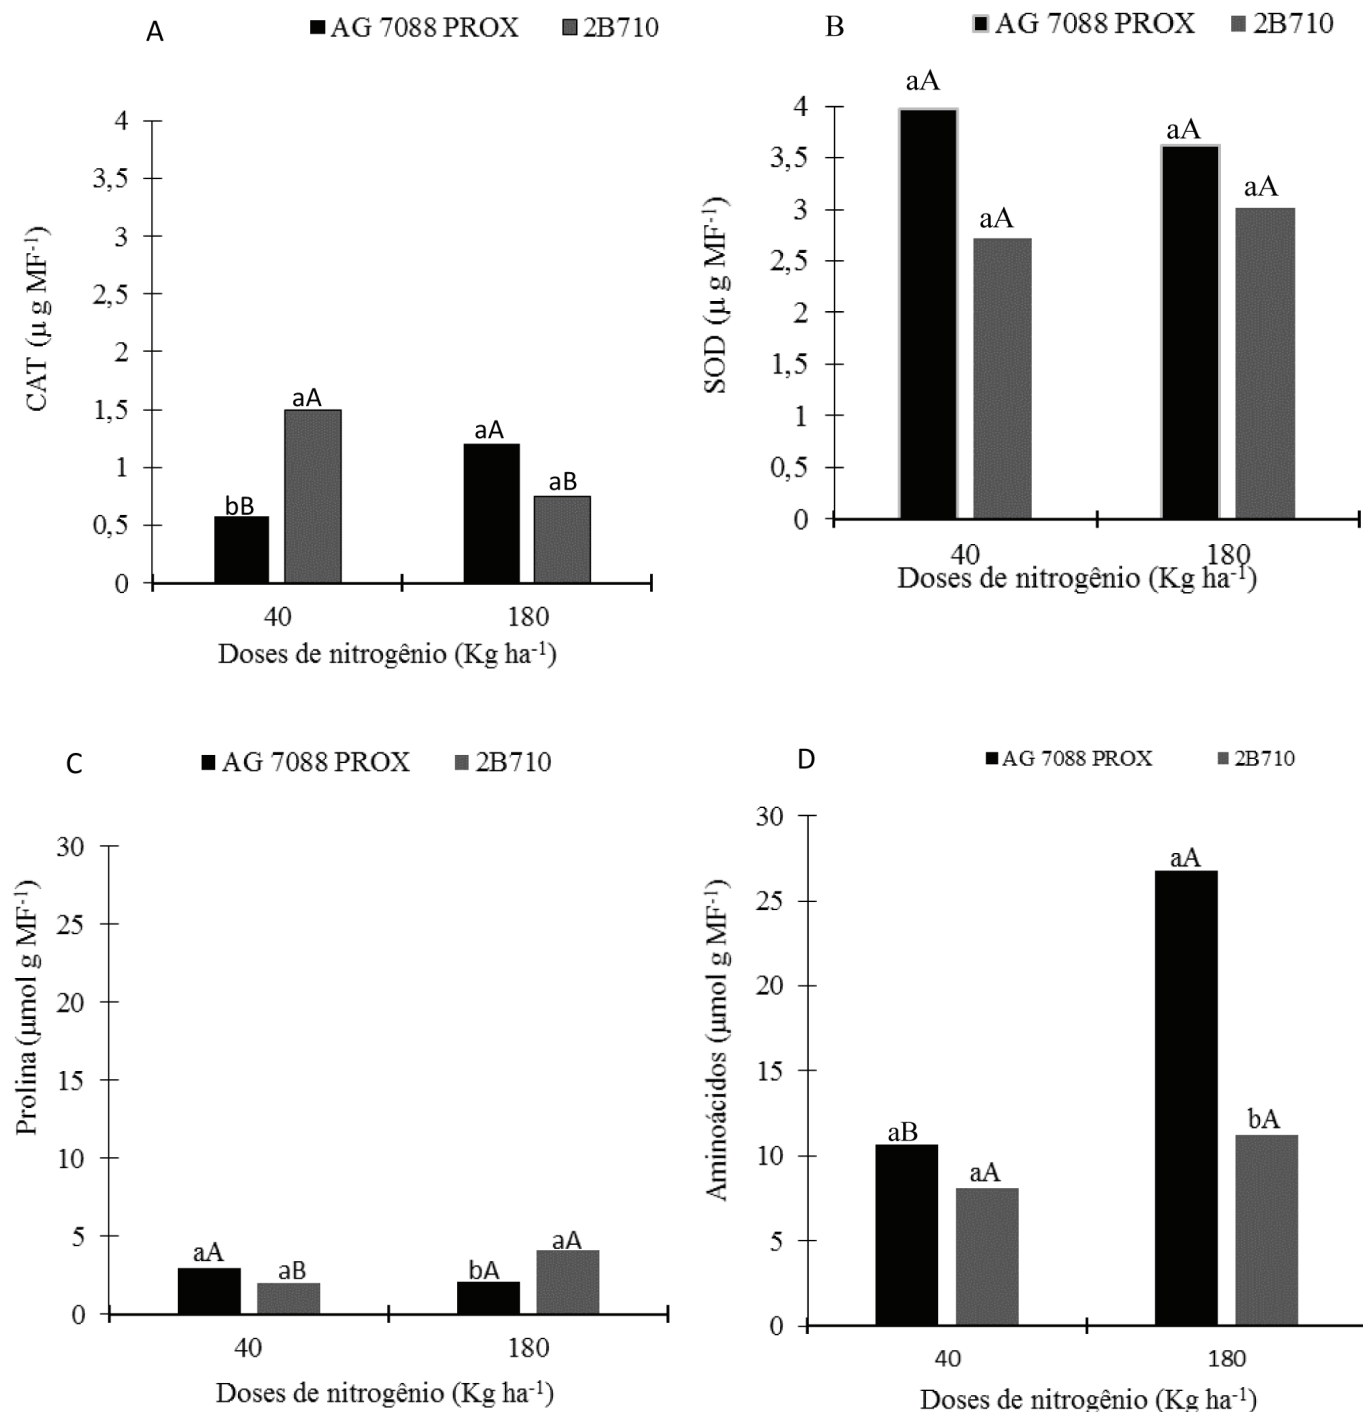 A
AG 7088 PROX 2B710
4
3,5
3
2,5
2
1,5
1
0,5
0
CAT (µ g MF⁻¹)
bB
aA
aA
aB
40 180
Doses de nitrogênio (Kg ha⁻¹)
B
AG 7088 PROX 2B710
4
3,5
3
2,5
2
1,5
1
0,5
0
SOD (µ g MF⁻¹)
aA
aA
aA
aA
40 180
Doses de nitrogênio (Kg ha⁻¹)
C
AG 7088 PROX 2B710
30
25
20
15
10
5
0
Prolina (µmol g MF⁻¹)
aA
aB
bA
aA
40 180
Doses de nitrogênio (Kg ha⁻¹)
D
AG 7088 PROX 2B710
30
25
20
15
10
5
0
Aminoácidos (µmol g MF⁻¹)
aB
aA
aA
bA
40 180
Doses de nitrogênio (Kg ha⁻¹)